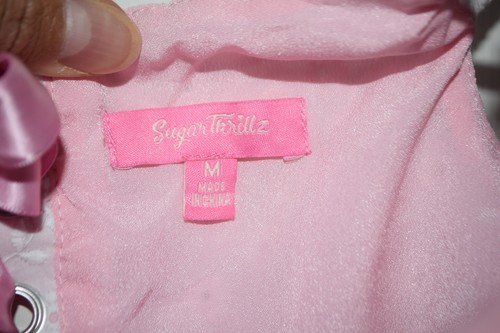 Sugar Thrillz
M
MADE
IN CHINA